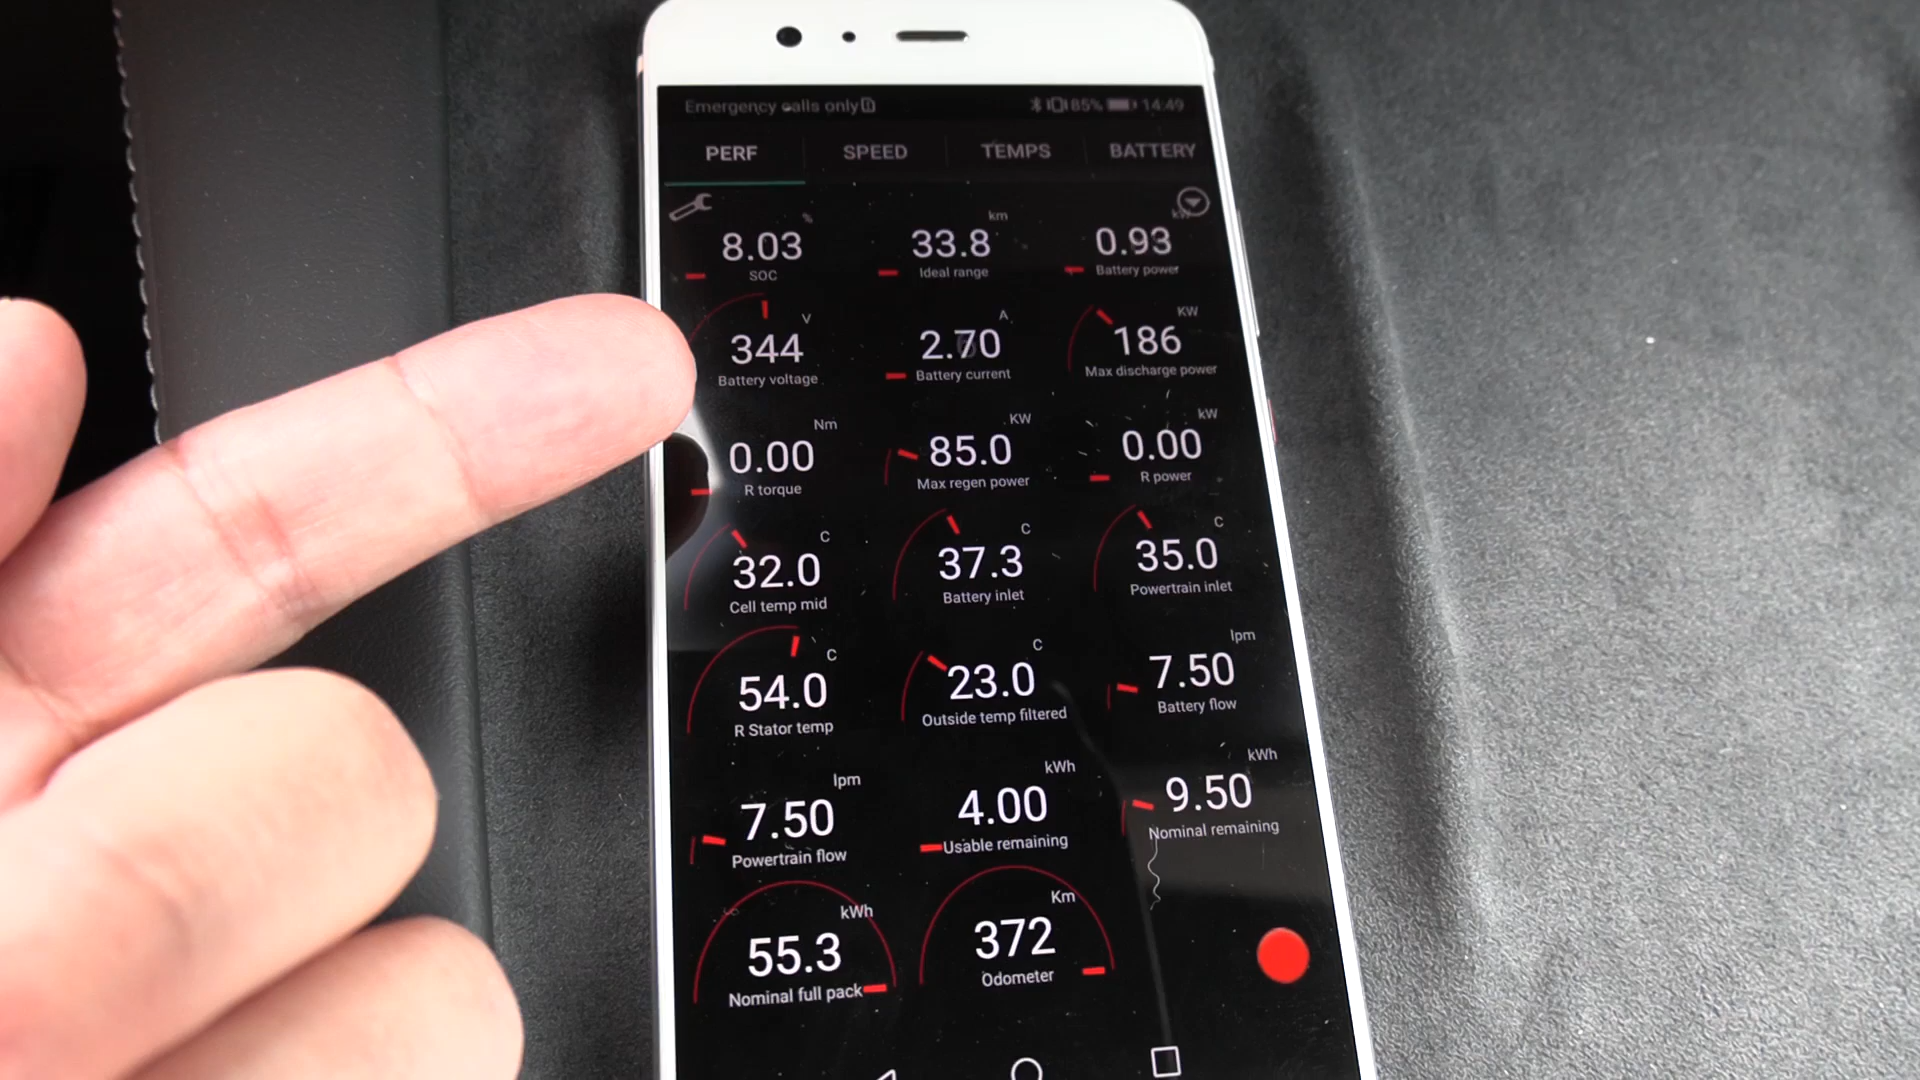 Emergency calls only 85% 14:49
PERF SPEED TEMPS BATTERY
% km kW
8.03 33.8 0.93
SOC Ideal range Battery power
V A KW
344 2.70 186
Battery voltage Battery current Max discharge power
Nm KW kW
0.00 85.0 0.00
R torque Max regen power R power
C C C
32.0 37.3 35.0
Cell temp mid Battery inlet Powertrain inlet
C C lpm
54.0 23.0 7.50
R Stator temp Outside temp filtered Battery flow
lpm kWh kWh
7.50 4.00 9.50
Powertrain flow Usable remaining Nominal remaining
kWh Km
55.3 372
Nominal full pack Odometer